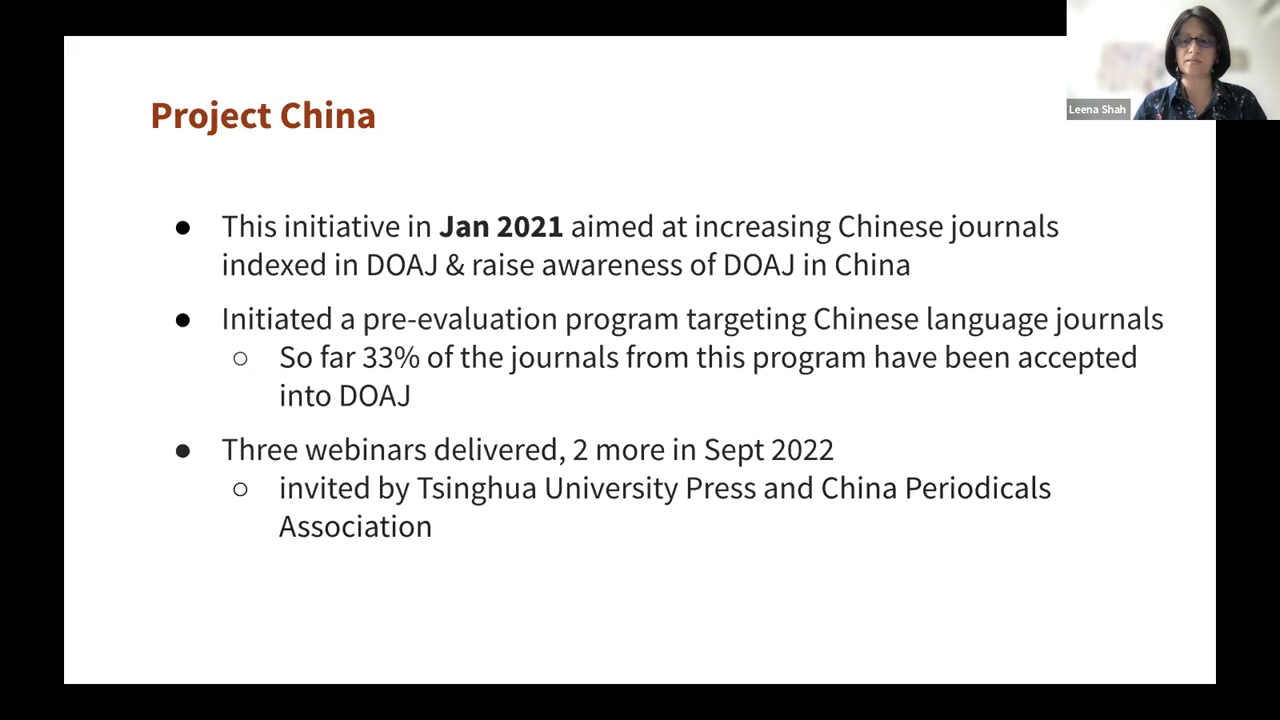 Leena Shah
Project China
● This initiative in Jan 2021 aimed at increasing Chinese journals
indexed in DOAJ & raise awareness of DOAJ in China
● Initiated a pre-evaluation program targeting Chinese language journals
○ So far 33% of the journals from this program have been accepted
into DOAJ
● Three webinars delivered, 2 more in Sept 2022
○ invited by Tsinghua University Press and China Periodicals
Association